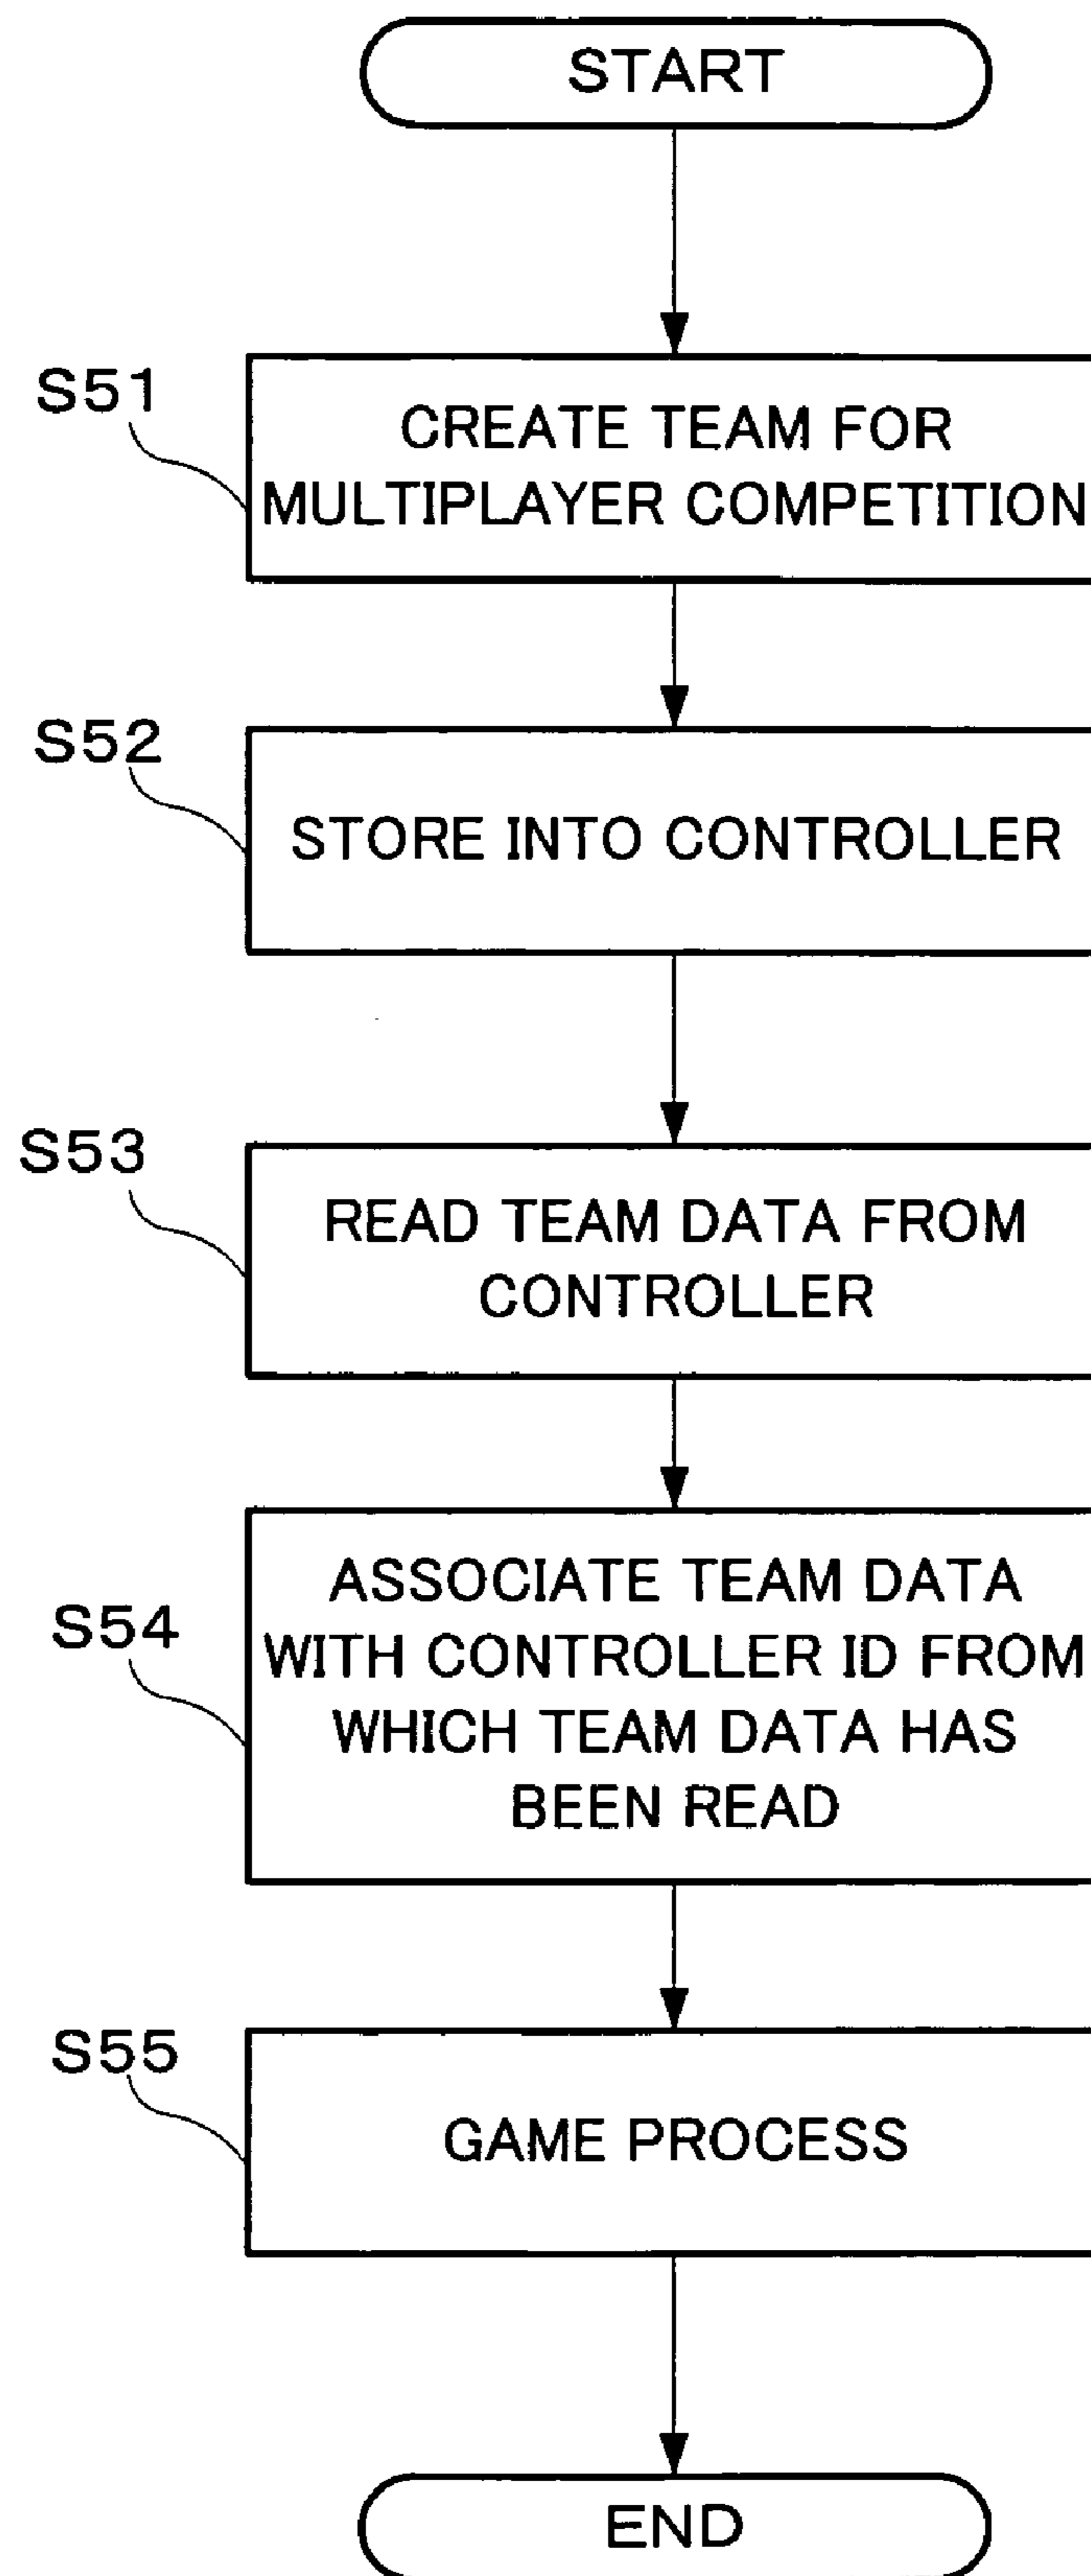 START
S51
CREATE TEAM FOR
MULTIPLAYER COMPETITION
S52
STORE INTO CONTROLLER
S53
READ TEAM DATA FROM
CONTROLLER
S54
ASSOCIATE TEAM DATA
WITH CONTROLLER ID FROM
WHICH TEAM DATA HAS
BEEN READ
S55
GAME PROCESS
END